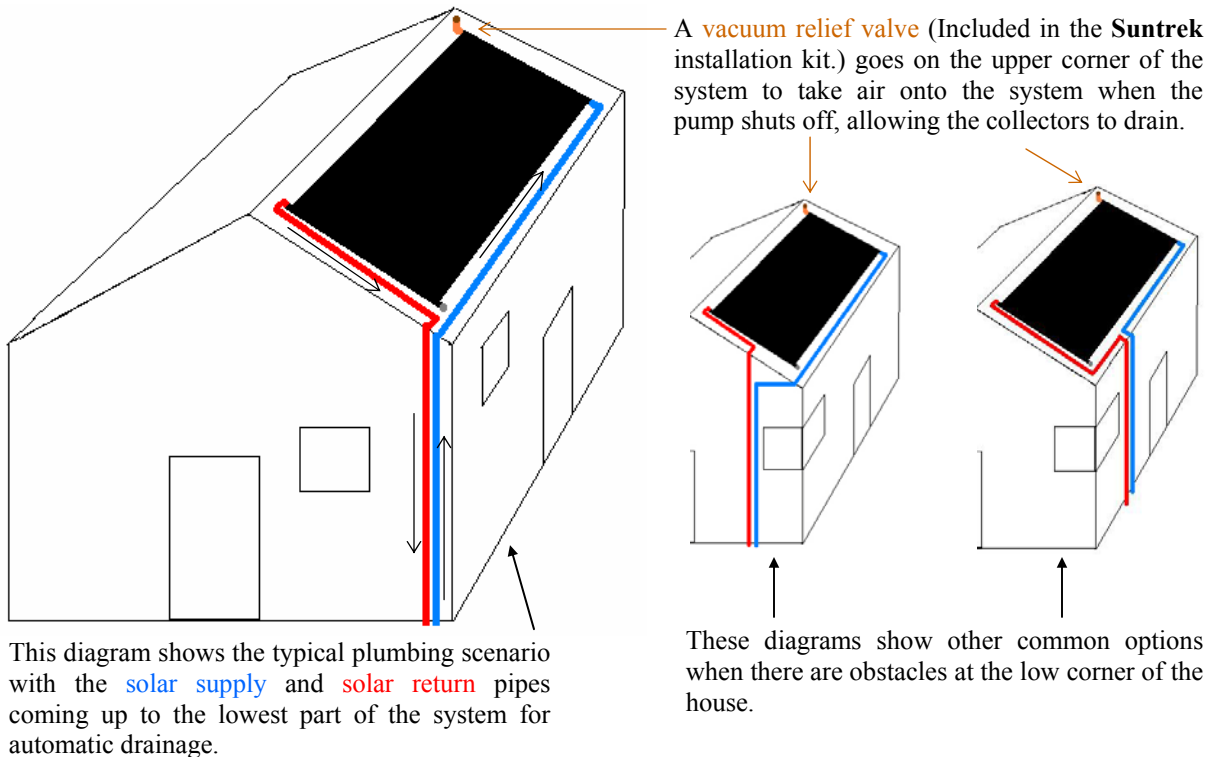 A vacuum relief valve (Included in the Suntrek
installation kit.) goes on the upper corner of the
system to take air onto the system when the
pump shuts off, allowing the collectors to drain.
This diagram shows the typical plumbing scenario
with the solar supply and solar return pipes
coming up to the lowest part of the system for
automatic drainage.
These diagrams show other common options
when there are obstacles at the low corner of the
house.